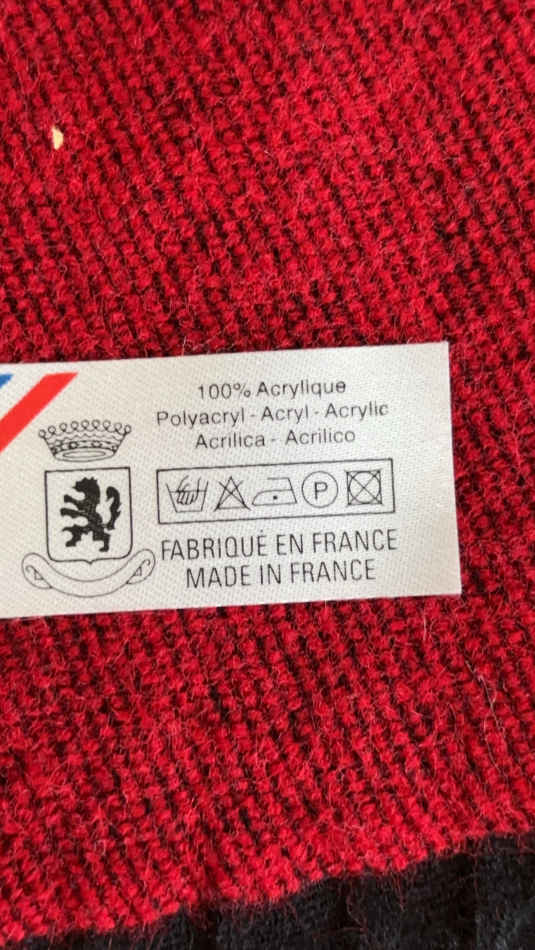 100% Acrylique
Polyacryl - Acryl - Acrylic
Acrilica - Acrilico
P
FABRIQUÉ EN FRANCE
MADE IN FRANCE